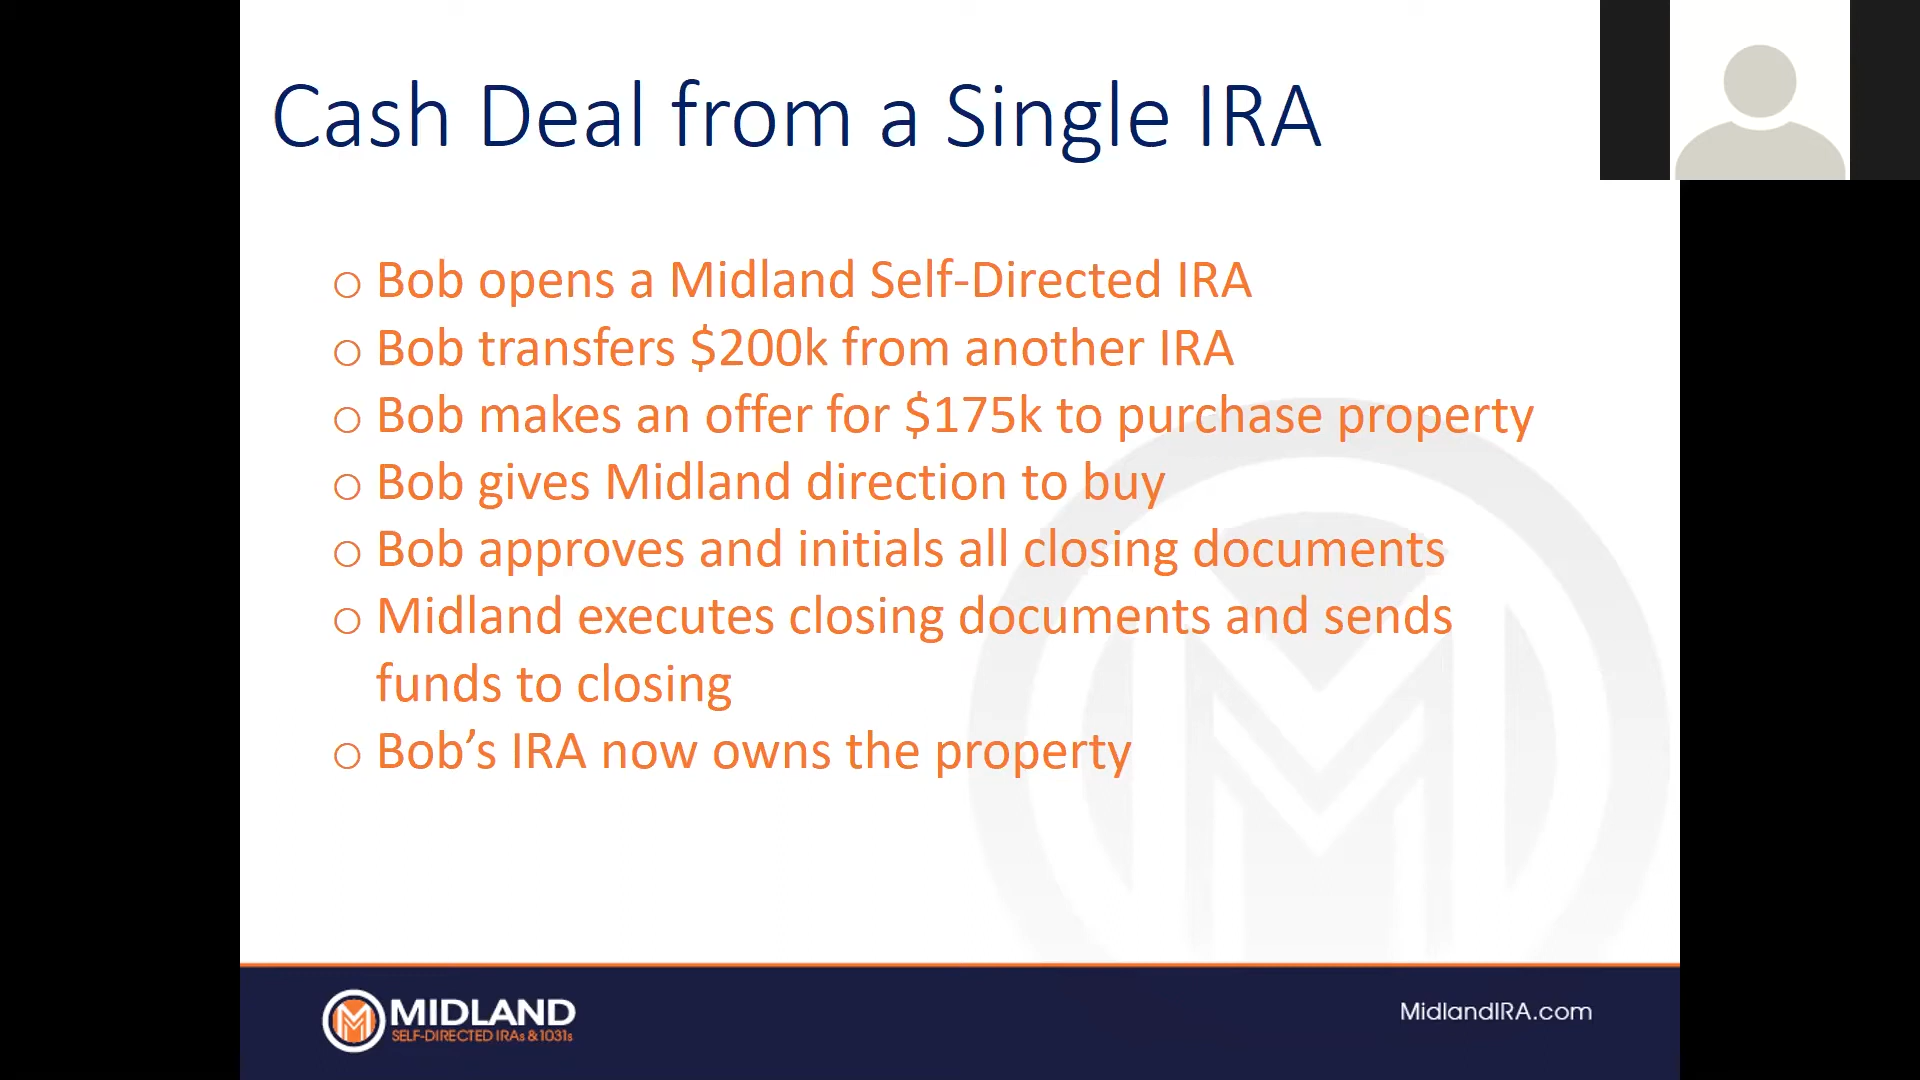 Cash Deal from a Single IRA
Bob opens a Midland Self-Directed IRA
Bob transfers $200k from another IRA
Bob makes an offer for $175k to purchase property
Bob gives Midland direction to buy
Bob approves and initials all closing documents
Midland executes closing documents and sends
funds to closing
Bob’s IRA now owns the property
MIDLAND
SELF-DIRECTED IRAs & 1031s
MidlandIRA.com